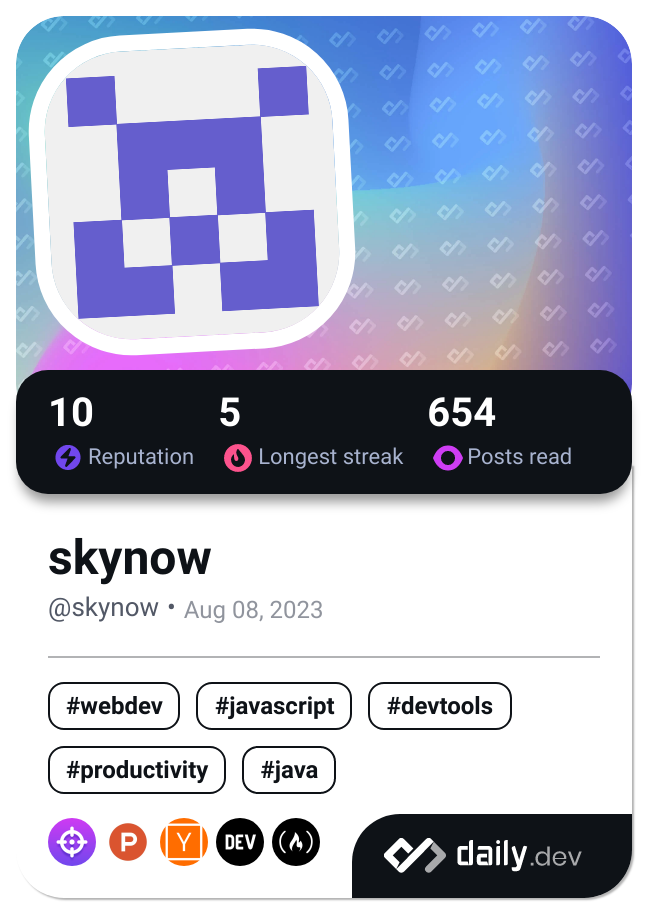 10 5 654
Reputation Longest streak Posts read
skynow
@skynow • Aug 08, 2023
#webdev #javascript #devtools
#productivity #java
P Y DEV
daily.dev